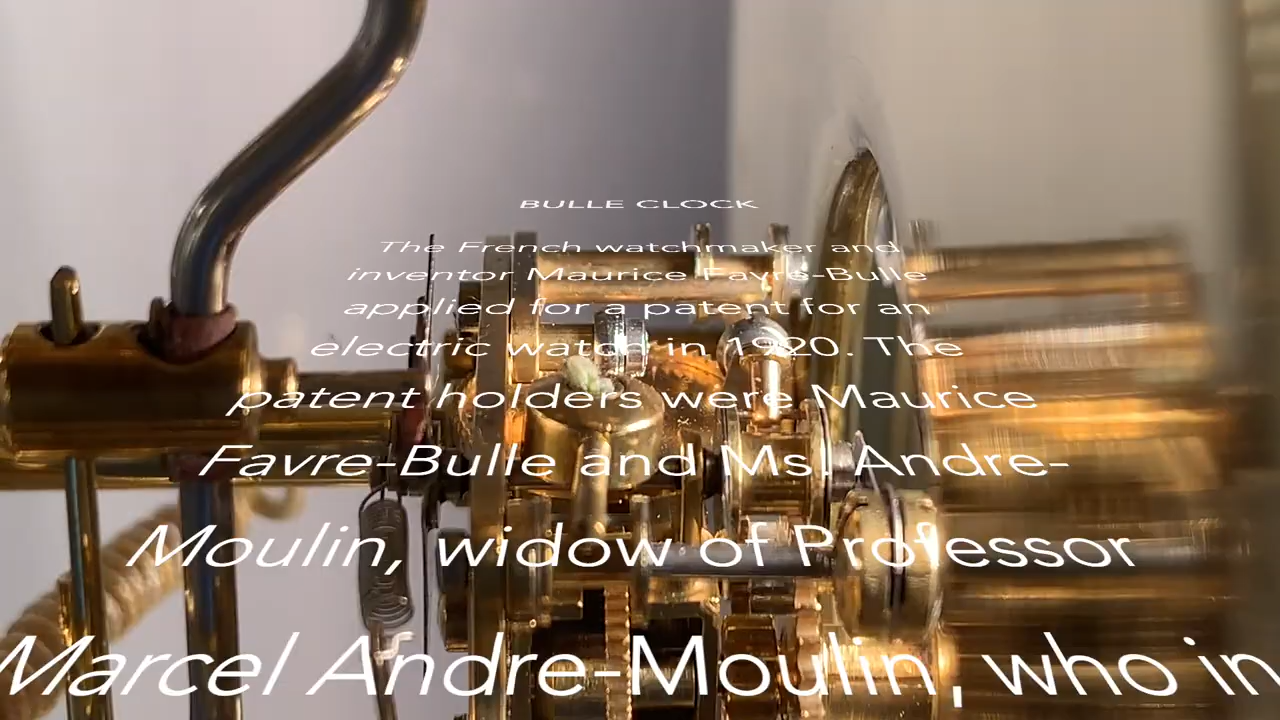 BULLE CLOCK
The French watchmaker and
inventor Maurice Favre-Bulle
applied for a patent for an
electric watch in 1920. The
patent holders were Maurice
Favre-Bulle and Ms. Andre-
Moulin, widow of Professor
Marcel Andre-Moulin, who in